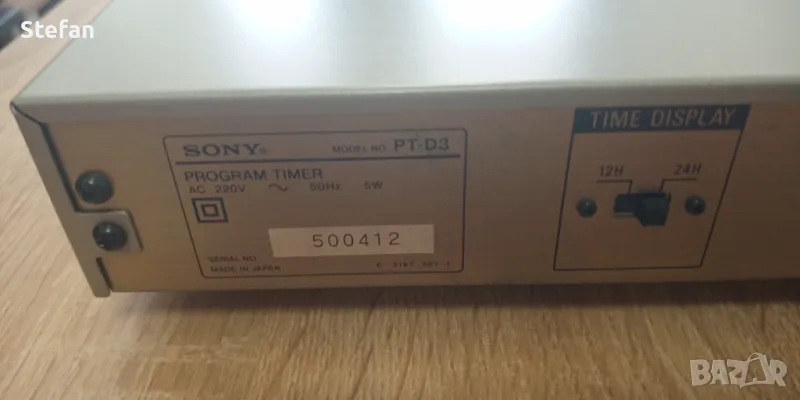 Stefan
SONY®
MODEL NO. PT-D3
PROGRAM TIMER
AC 220V ~ 50Hz 5W
SERIAL NO. 500412
MADE IN JAPAN
TIME DISPLAY
12H 24H
BAZAR